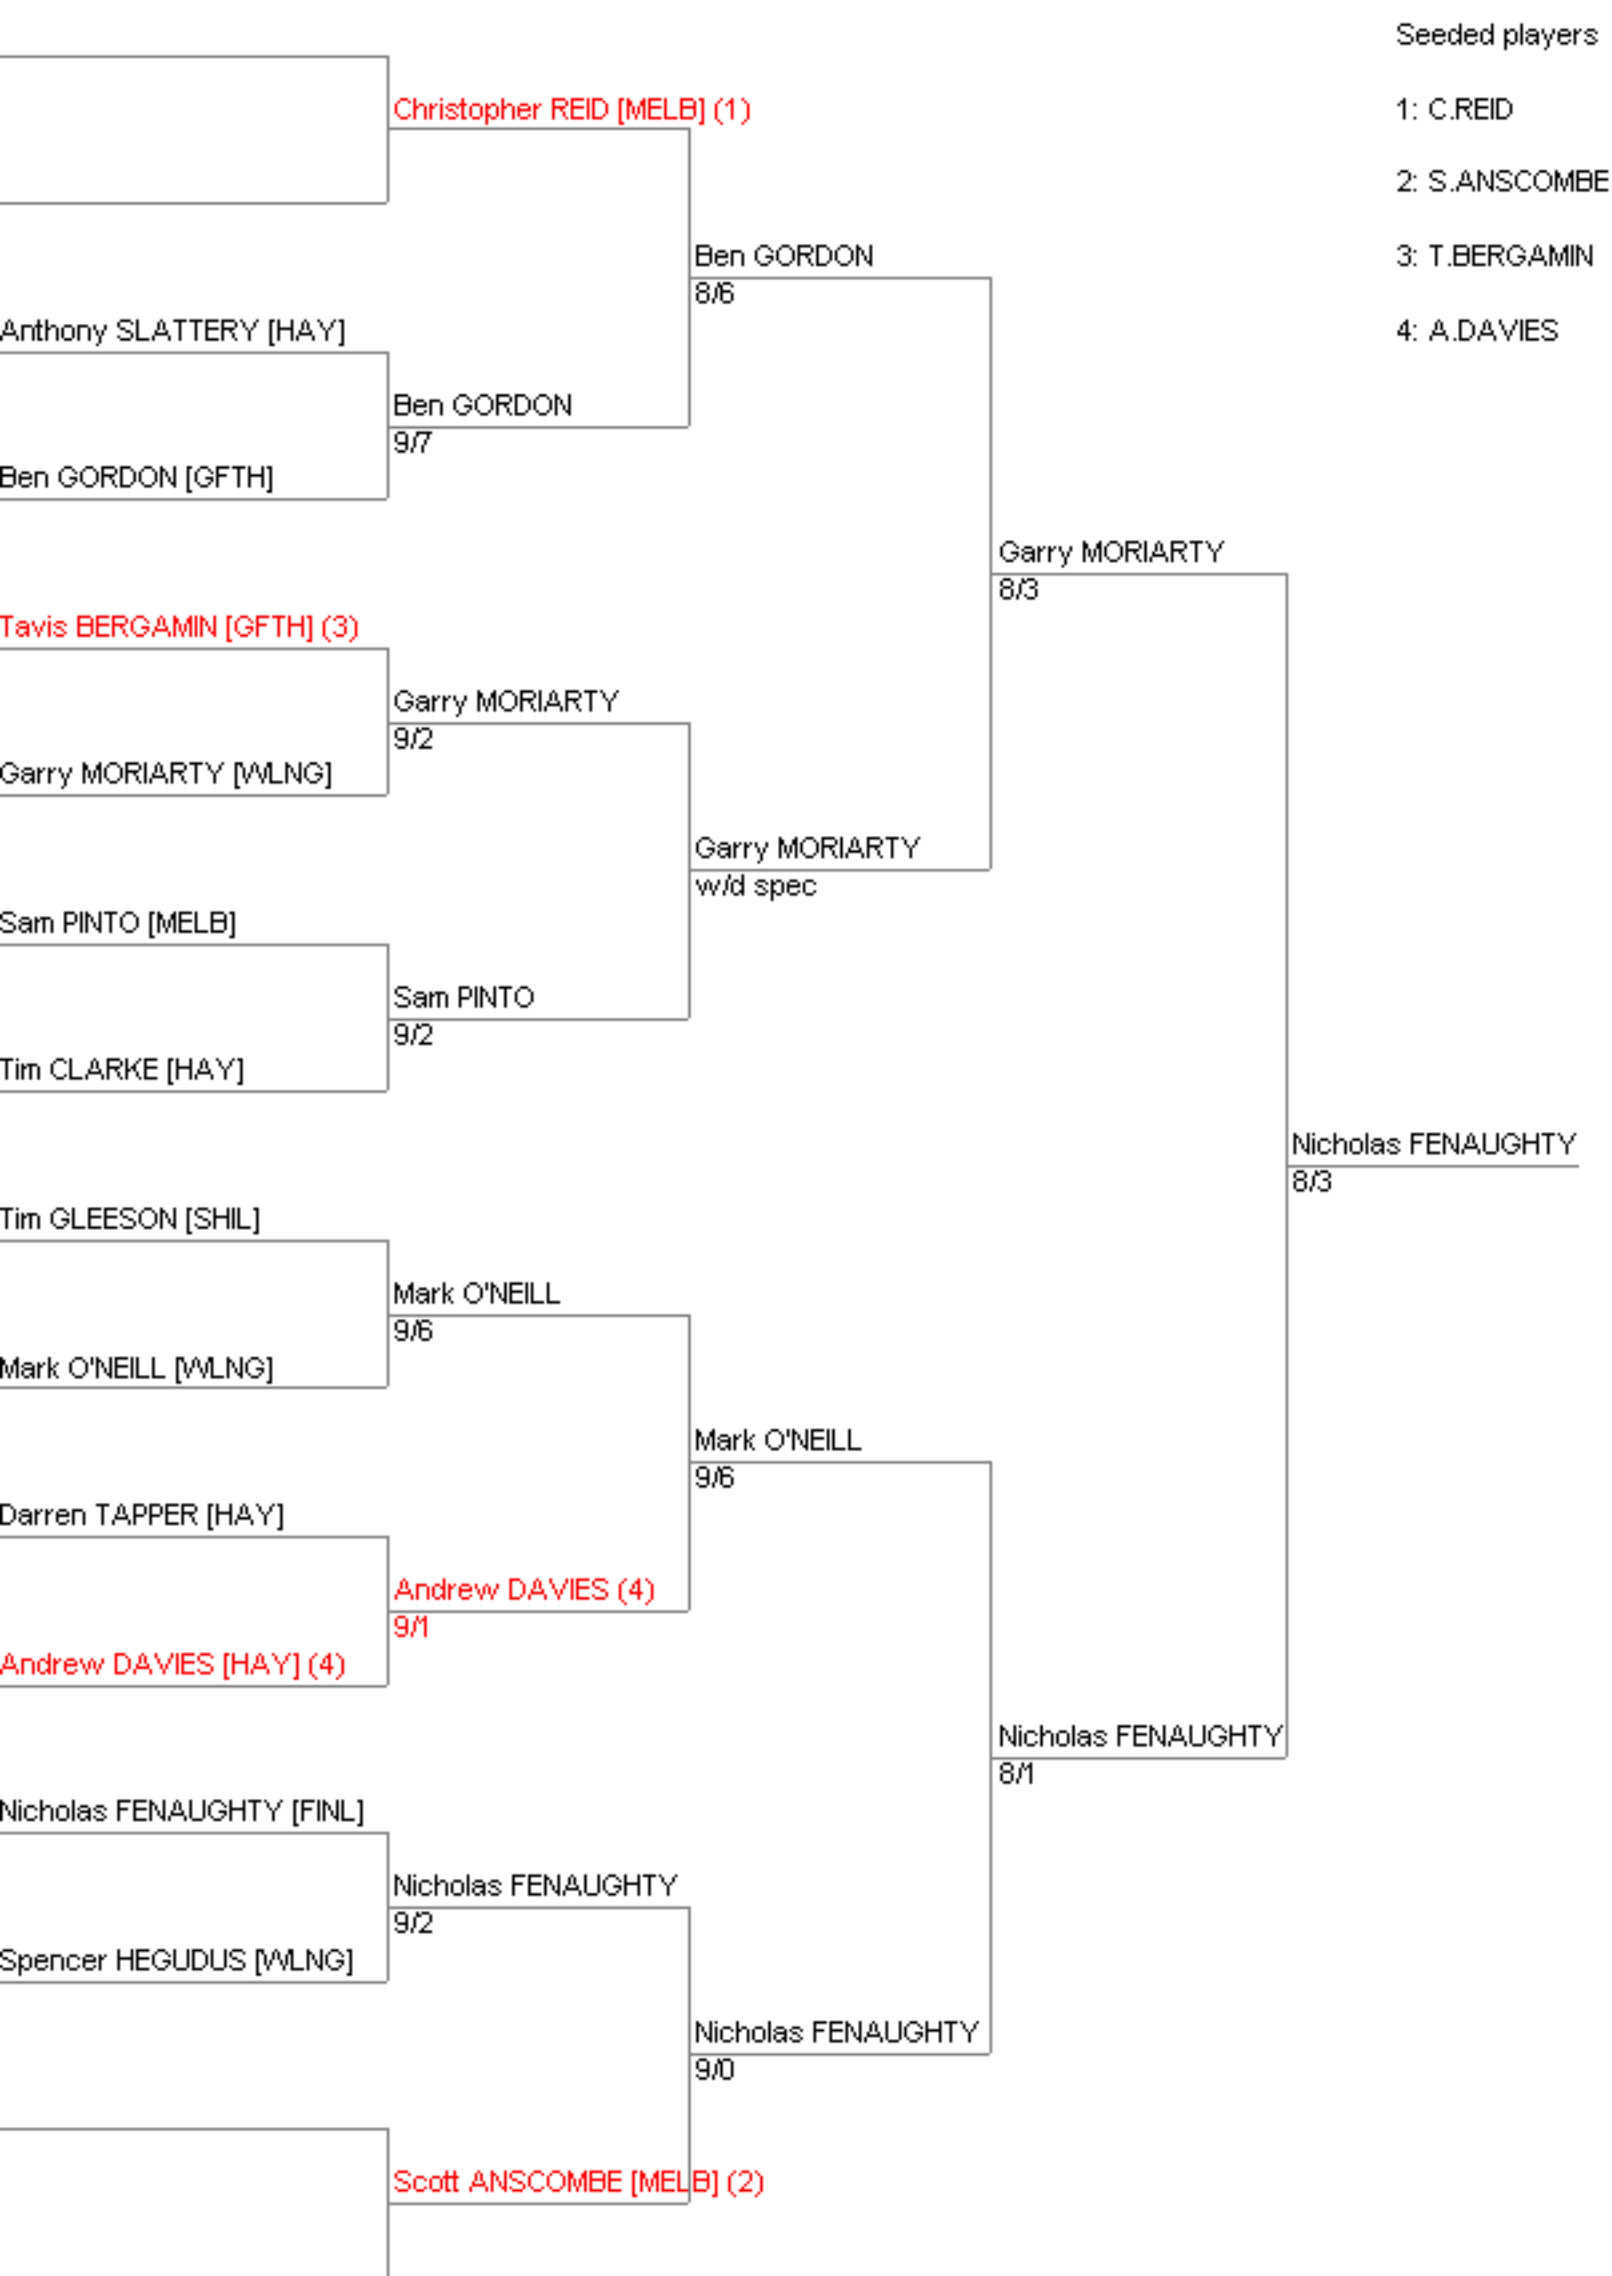 Seeded players
Christopher REID [MELB] (1)
1: C.REID
2: S.ANSCOMBE
Ben GORDON
3: T.BERGAMIN
8/6
Anthony SLATTERY [HAY]
4: A.DAVIES
Ben GORDON
9/7
Ben GORDON [GFTH]
Garry MORIARTY
8/3
Tavis BERGAMIN [GFTH] (3)
Garry MORIARTY
9/2
Garry MORIARTY [WLNG]
Garry MORIARTY
w/d spec
Sam PINTO [MELB]
Sam PINTO
9/2
Tim CLARKE [HAY]
Nicholas FENAUGHTY
8/3
Tim GLEESON [SHIL]
Mark O'NEILL
9/6
Mark O'NEILL [WLNG]
Mark O'NEILL
9/6
Darren TAPPER [HAY]
Andrew DAVIES (4)
9/1
Andrew DAVIES [HAY] (4)
Nicholas FENAUGHTY
8/1
Nicholas FENAUGHTY [FINL]
Nicholas FENAUGHTY
9/2
Spencer HEGUDUS [WLNG]
Nicholas FENAUGHTY
9/0
Scott ANSCOMBE [MELB] (2)